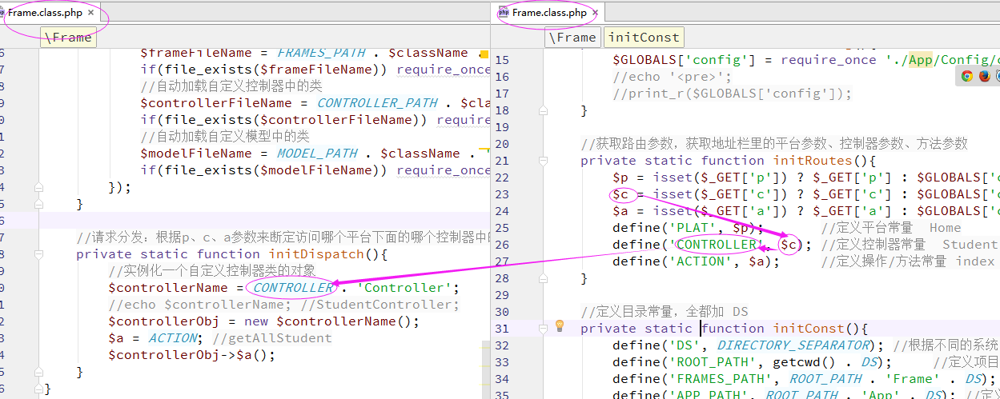 Frame.class.php ×
\Frame
6 $frameFileName = FRAMES_PATH . $className .
7 if(file_exists($frameFileName)) require_once
8 //自动加载自定义控制器中的类
9 $controllerFileName = CONTROLLER_PATH . $cla
0 if(file_exists($controllerFileName)) require
1 //自动加载自定义模型中的类
2 $modelFileName = MODEL_PATH . $className . '
3 if(file_exists($modelFileName)) require_once
4 });
5 }
6
7 //请求分发：根据p、c、a参数来断定访问哪个平台下面的哪个控制器中的
8 private static function initDispatch(){
9 //实例化一个自定义控制器类的对象
0 $controllerName = CONTROLLER . 'Controller';
1 //echo $controllerName; //StudentController;
2 $controllerObj = new $controllerName();
3 $a = ACTION; //getAllStudent
4 $controllerObj->$a();
5 }
6 }
Frame.class.php ×
\Frame initConst
15 $GLOBALS['config'] = require_once './App/Config/c
16 //echo '<pre>';
17 //print_r($GLOBALS['config']);
18 }
19
20 //获取路由参数，获取地址栏里的平台参数、控制器参数、方法参数
21 private static function initRoutes(){
22 $p = isset($_GET['p']) ? $_GET['p'] : $GLOBALS['c
23 $c = isset($_GET['c']) ? $_GET['c'] : $GLOBALS['c
24 $a = isset($_GET['a']) ? $_GET['a'] : $GLOBALS['c
25 define('PLAT', $p); //定义平台常量 Home
26 define('CONTROLLER', $c); //定义控制器常量 Student
27 define('ACTION', $a); //定义操作/方法常量 index
28 }
29
30 //定义目录常量，全都加 DS
31 private static function initConst(){
32 define('DS', DIRECTORY_SEPARATOR); //根据不同的系统
33 define('ROOT_PATH', getcwd() . DS); //定义项目
34 define('FRAMES_PATH', ROOT_PATH . 'Frame' . DS);
35 define('APP_PATH', ROOT_PATH . 'App' . DS); //定义